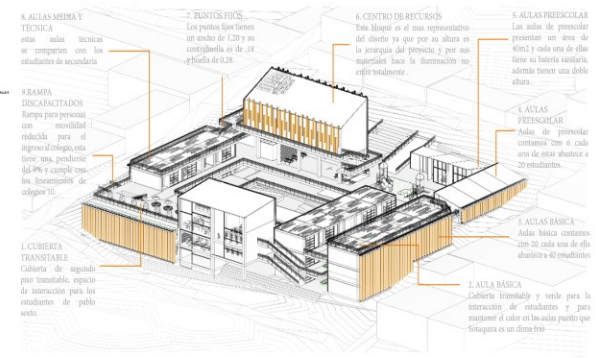 8. AULAS MEDIA Y
TÉCNICA
estas aulas técnicas
se comparten con los
estudiantes de secundaria
7. PUNTOS FIJOS
Los puntos fijos tienen
un ancho de 1,20 y su
contrahuella es de ,18
y huella de 0,28.
6. CENTRO DE RECURSOS
Este bloque es el mas representativo
del diseño ya que por su altura es
la jerarquía del proyecto y por sus
materiales hace la iluminación no
entre totalmente
5. AULAS PREESCOLAR
Las aulas de preescolar
presentan un área de
40m2 y cada una de ellas
tiene su batería sanitaria,
además tienen una doble
altura
9.RAMPA
DISCAPACITADOS
Rampa para personas
con movilidad
reducida para el
ingreso al colegio, esta
tiene una pendiente
del 9% y cumple con
los lineamientos de
colegios 10.
4. AULAS
PREESCOLAR
Aulas de preescolar
contamos con 6 cada
una de estas abastece a
20 estudiantes.
3. AULAS BÁSICA
Aulas básica contamos
con 20 cada una de ella
abastece a 40 estudiantes
1. CUBIERTA
TRANSITABLE
Cubierta de segundo
piso transitable, espacio
de interacción para los
estudiantes de pablo
sexto.
2. AULA BÁSICA
Cubierta transitable y verde para la
interacción de estudiantes y para
mantener el calor en las aulas puesto que
Sotaquira es un clima frio